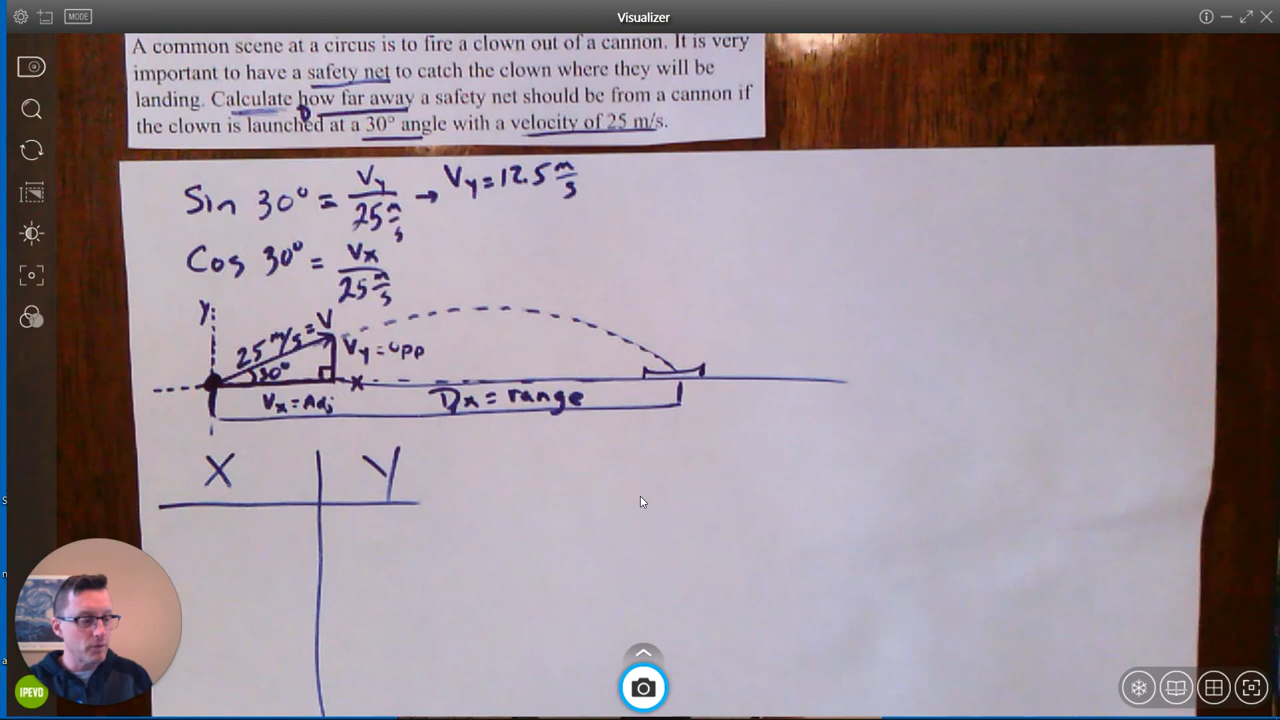 Visualizer
MODE
A common scene at a circus is to fire a clown out of a cannon. It is very
important to have a safety net to catch the clown where they will be
landing. Calculate how far away a safety net should be from a cannon if
the clown is launched at a 30° angle with a velocity of 25 m/s.
Sin 30° = Vy / 25 m/s → Vy = 12.5 m/s
Cos 30° = Vx / 25 m/s
y
25 m/s = V
30°
Vy = opp
x
Vx = Adj
Dx = range
X Y
IPEVO